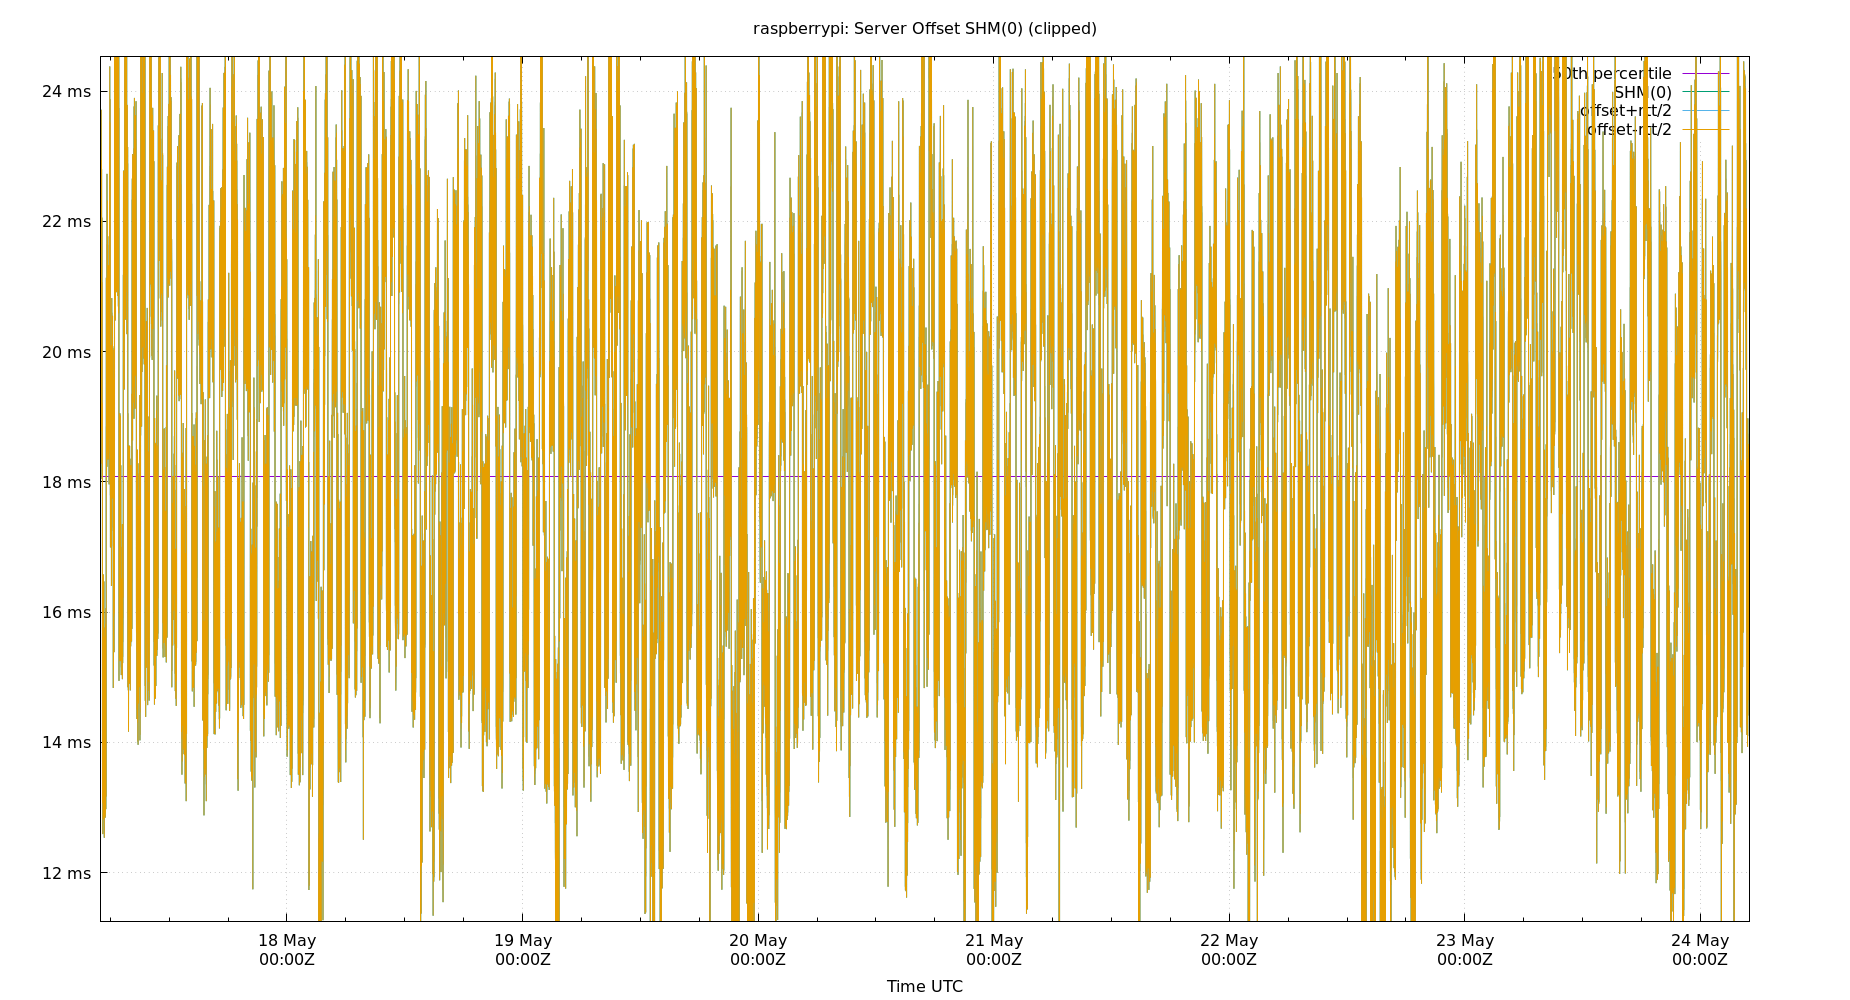 raspberrypi: Server Offset SHM(0) (clipped)
24 ms
22 ms
20 ms
18 ms
16 ms
14 ms
12 ms
50th percentile
SHM(0)
offset+rtt/2
offset-rtt/2
18 May 19 May 20 May 21 May 22 May 23 May 24 May
00:00Z 00:00Z 00:00Z 00:00Z 00:00Z 00:00Z 00:00Z
Time UTC